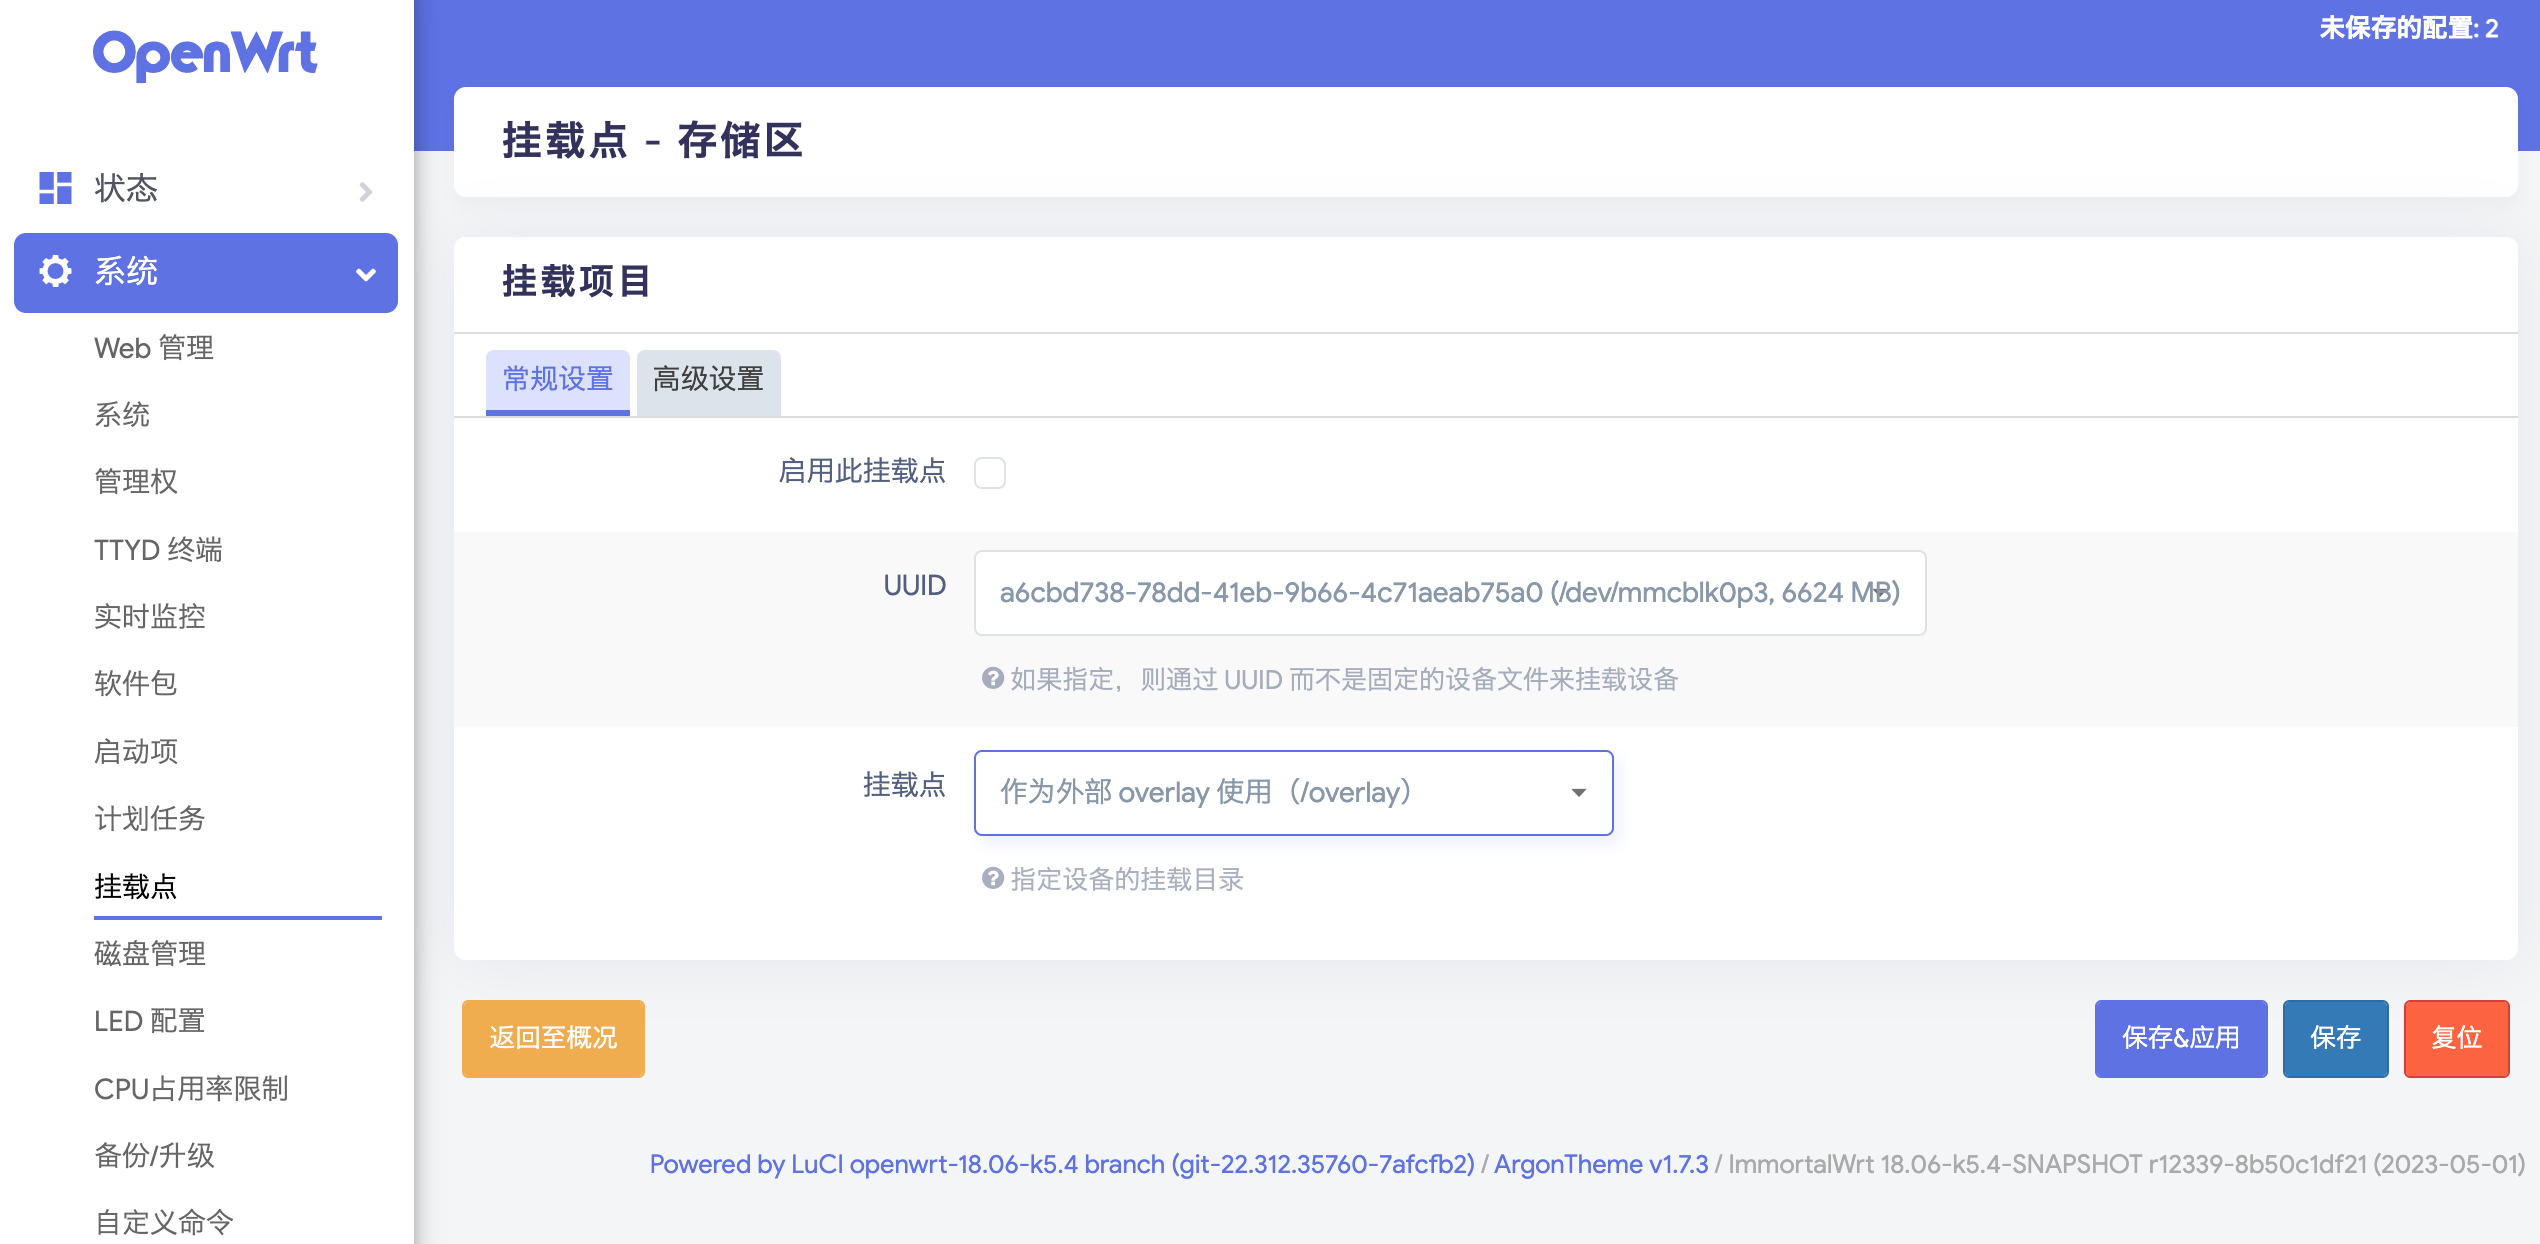 OpenWrt
状态
系统
Web 管理
系统
管理权
TTYD 终端
实时监控
软件包
启动项
计划任务
挂载点
磁盘管理
LED 配置
CPU占用率限制
备份/升级
自定义命令
未保存的配置: 2
挂载点 - 存储区
挂载项目
常规设置 高级设置
启用此挂载点
UUID a6cbd738-78dd-41eb-9b66-4c71aeab75a0 (/dev/mmcblk0p3, 6624 MB)
如果指定，则通过 UUID 而不是固定的设备文件来挂载设备
挂载点 作为外部 overlay 使用（/overlay）
指定设备的挂载目录
返回至概况 保存&应用 保存 复位
Powered by LuCI openwrt-18.06-k5.4 branch (git-22.312.35760-7afcfb2) / ArgonTheme v1.7.3 / ImmortalWrt 18.06-k5.4-SNAPSHOT r12339-8b50c1df21 (2023-05-01)